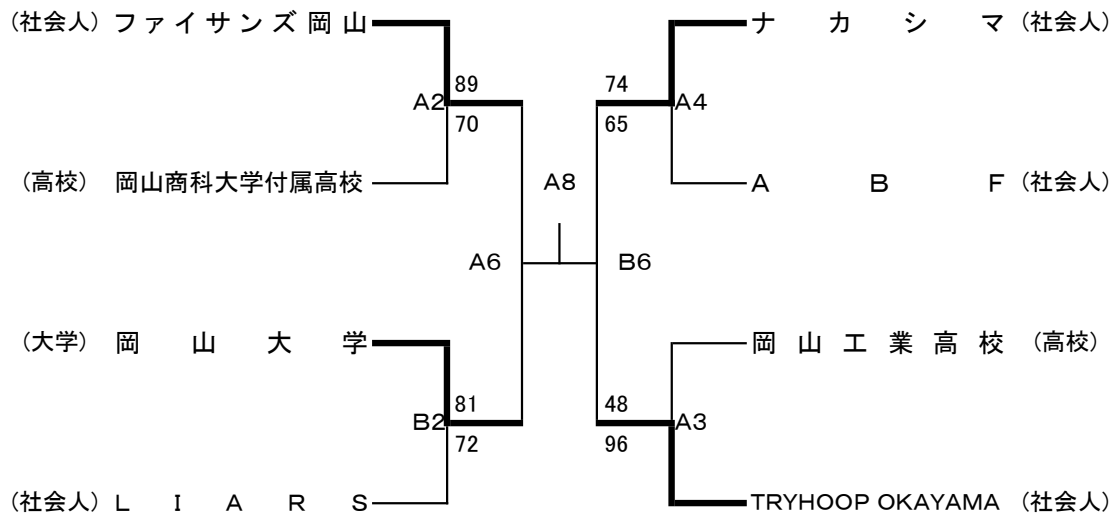 (社会人) ファイサンズ岡山
ナカシマ (社会人)
89
74
A2
A4
70
65
(高校) 岡山商科大学付属高校
A8
ABF (社会人)
A6
B6
(大学) 岡山大学
岡山工業高校 (高校)
81
48
B2
A3
72
96
(社会人) LIARS
TRYHOOP OKAYAMA (社会人)